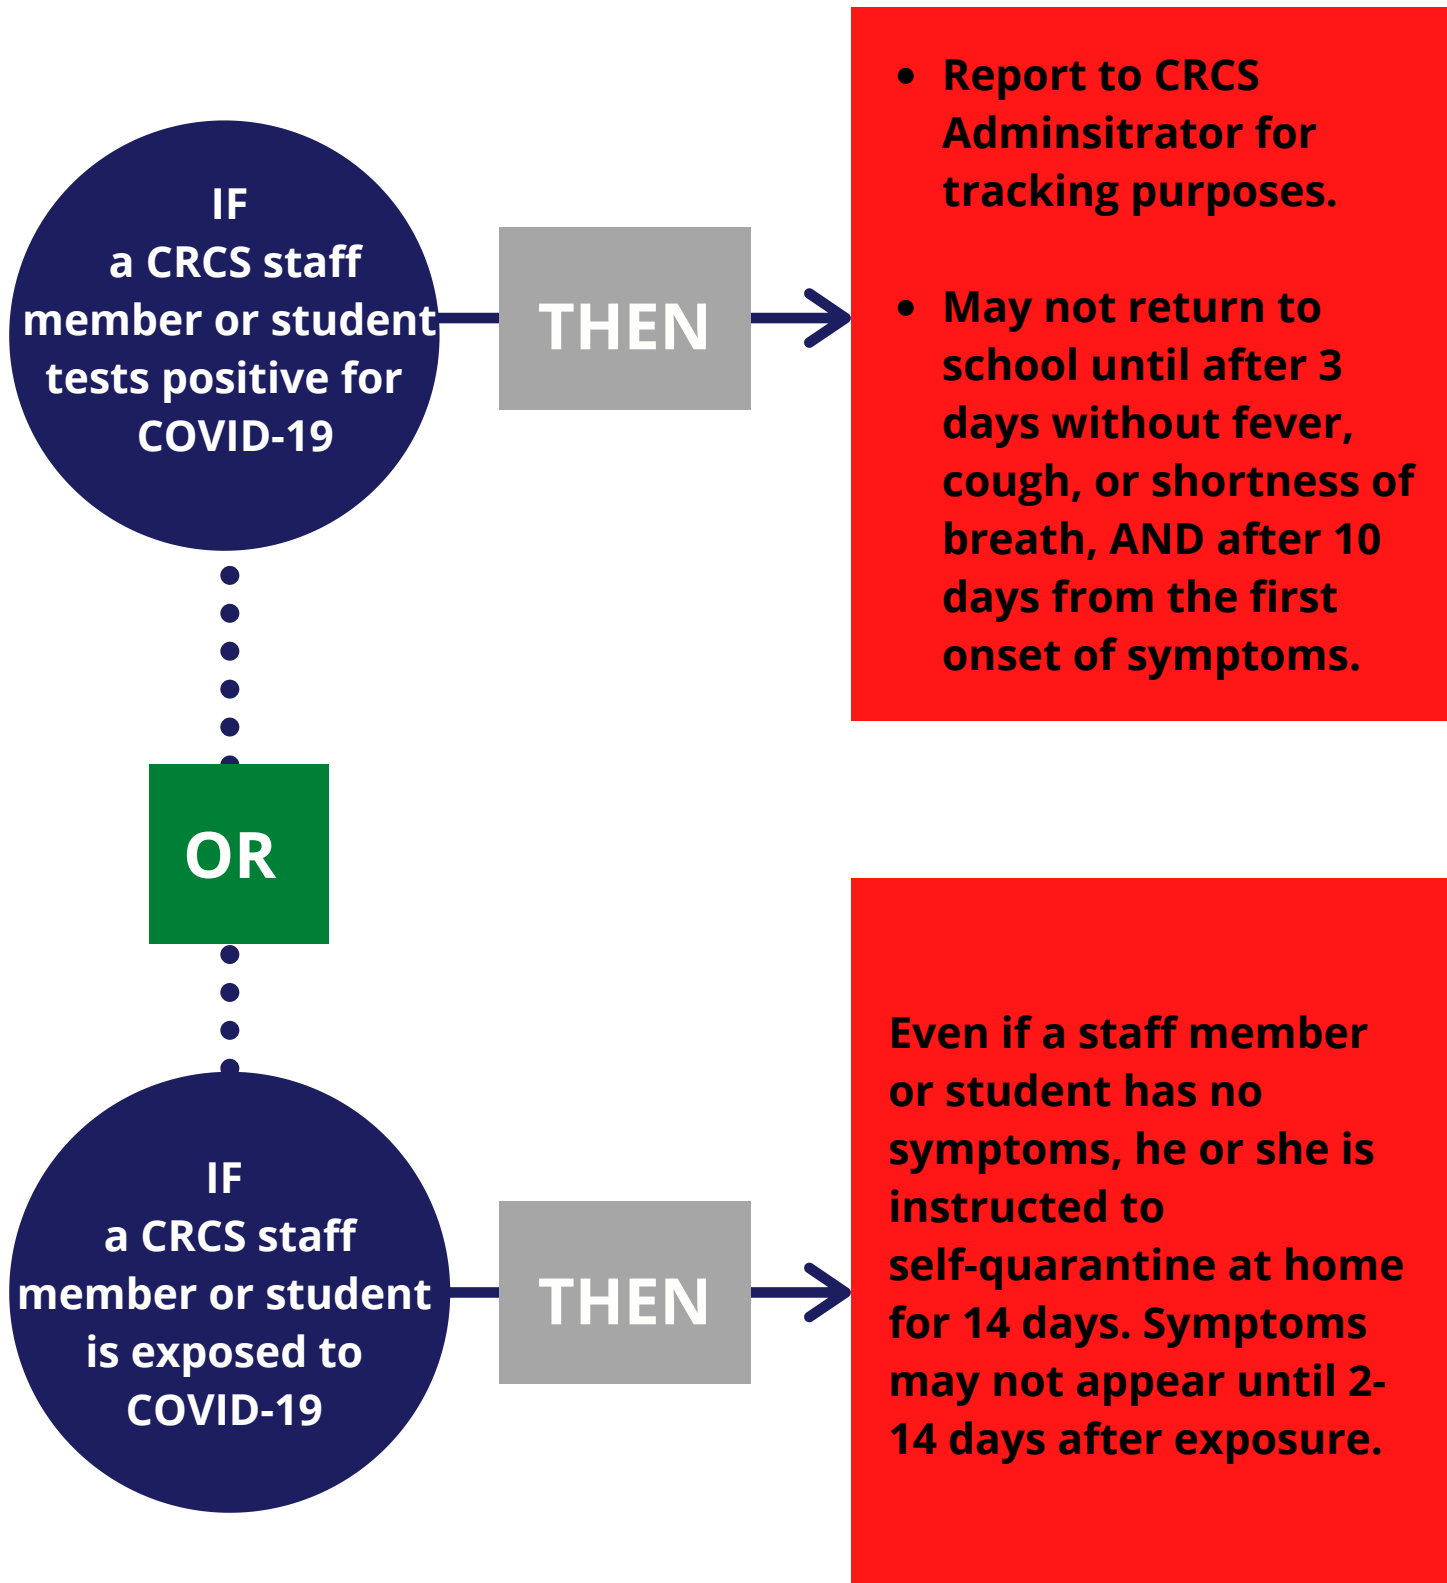 IF
a CRCS staff
member or student
tests positive for
COVID-19
THEN
• Report to CRCS
Adminsitrator for
tracking purposes.
• May not return to
school until after 3
days without fever,
cough, or shortness of
breath, AND after 10
days from the first
onset of symptoms.
OR
IF
a CRCS staff
member or student
is exposed to
COVID-19
THEN
Even if a staff member
or student has no
symptoms, he or she is
instructed to
self-quarantine at home
for 14 days. Symptoms
may not appear until 2-
14 days after exposure.